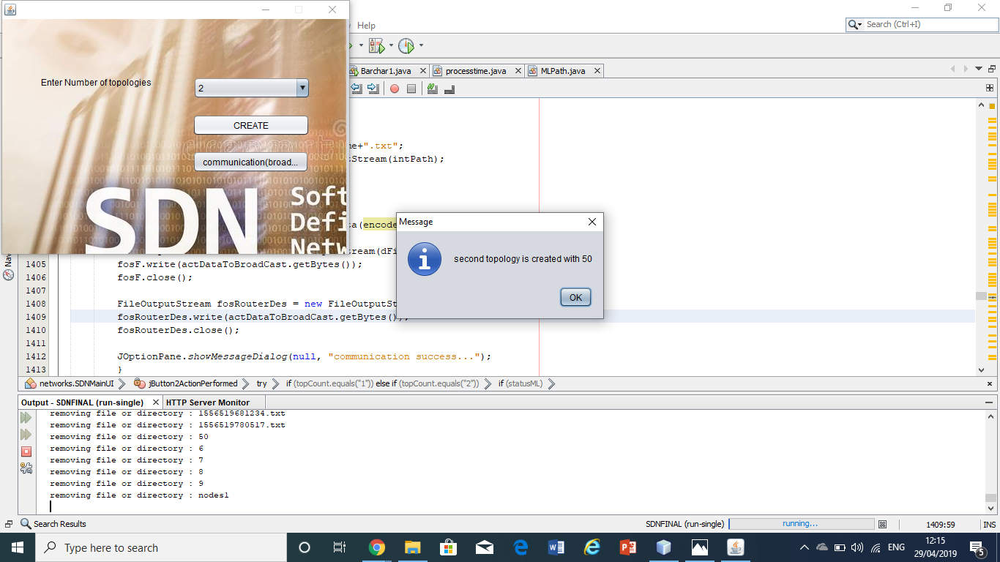 Help
Search (Ctrl+I)
Enter Number of topologies
2
CREATE
communication(broad...
SDN
Soft
Defi
Netw
Barchar1.java
processtime.java
MLPath.java
me+".txt";
tStream(intPath);
ta(encode
Message
second topology is created with 50
OK
stream(dFi
1405 fosF.write(actDataToBroadCast.getBytes());
1406 fosF.close();
1407
1408 FileOutputStream fosRouterDes = new FileOutputSt
1409 fosRouterDes.write(actDataToBroadCast.getBytes());
1410 fosRouterDes.close();
1411
1412 JOptionPane.showMessageDialog(null, "communication success...");
1413 }
networks.SDNMainUI jButton2ActionPerformed try if (topCount.equals("1")) else if (topCount.equals("2")) if (statusML)
Output - SDNFINAL (run-single) HTTP Server Monitor
removing file or directory : 1556519681234.txt
removing file or directory : 1556519780517.txt
removing file or directory : 50
removing file or directory : 6
removing file or directory : 7
removing file or directory : 8
removing file or directory : 9
removing file or directory : nodes1
Search Results
SDNFINAL (run-single) running... 1409:59 INS
Type here to search
ENG
12:15
29/04/2019
5